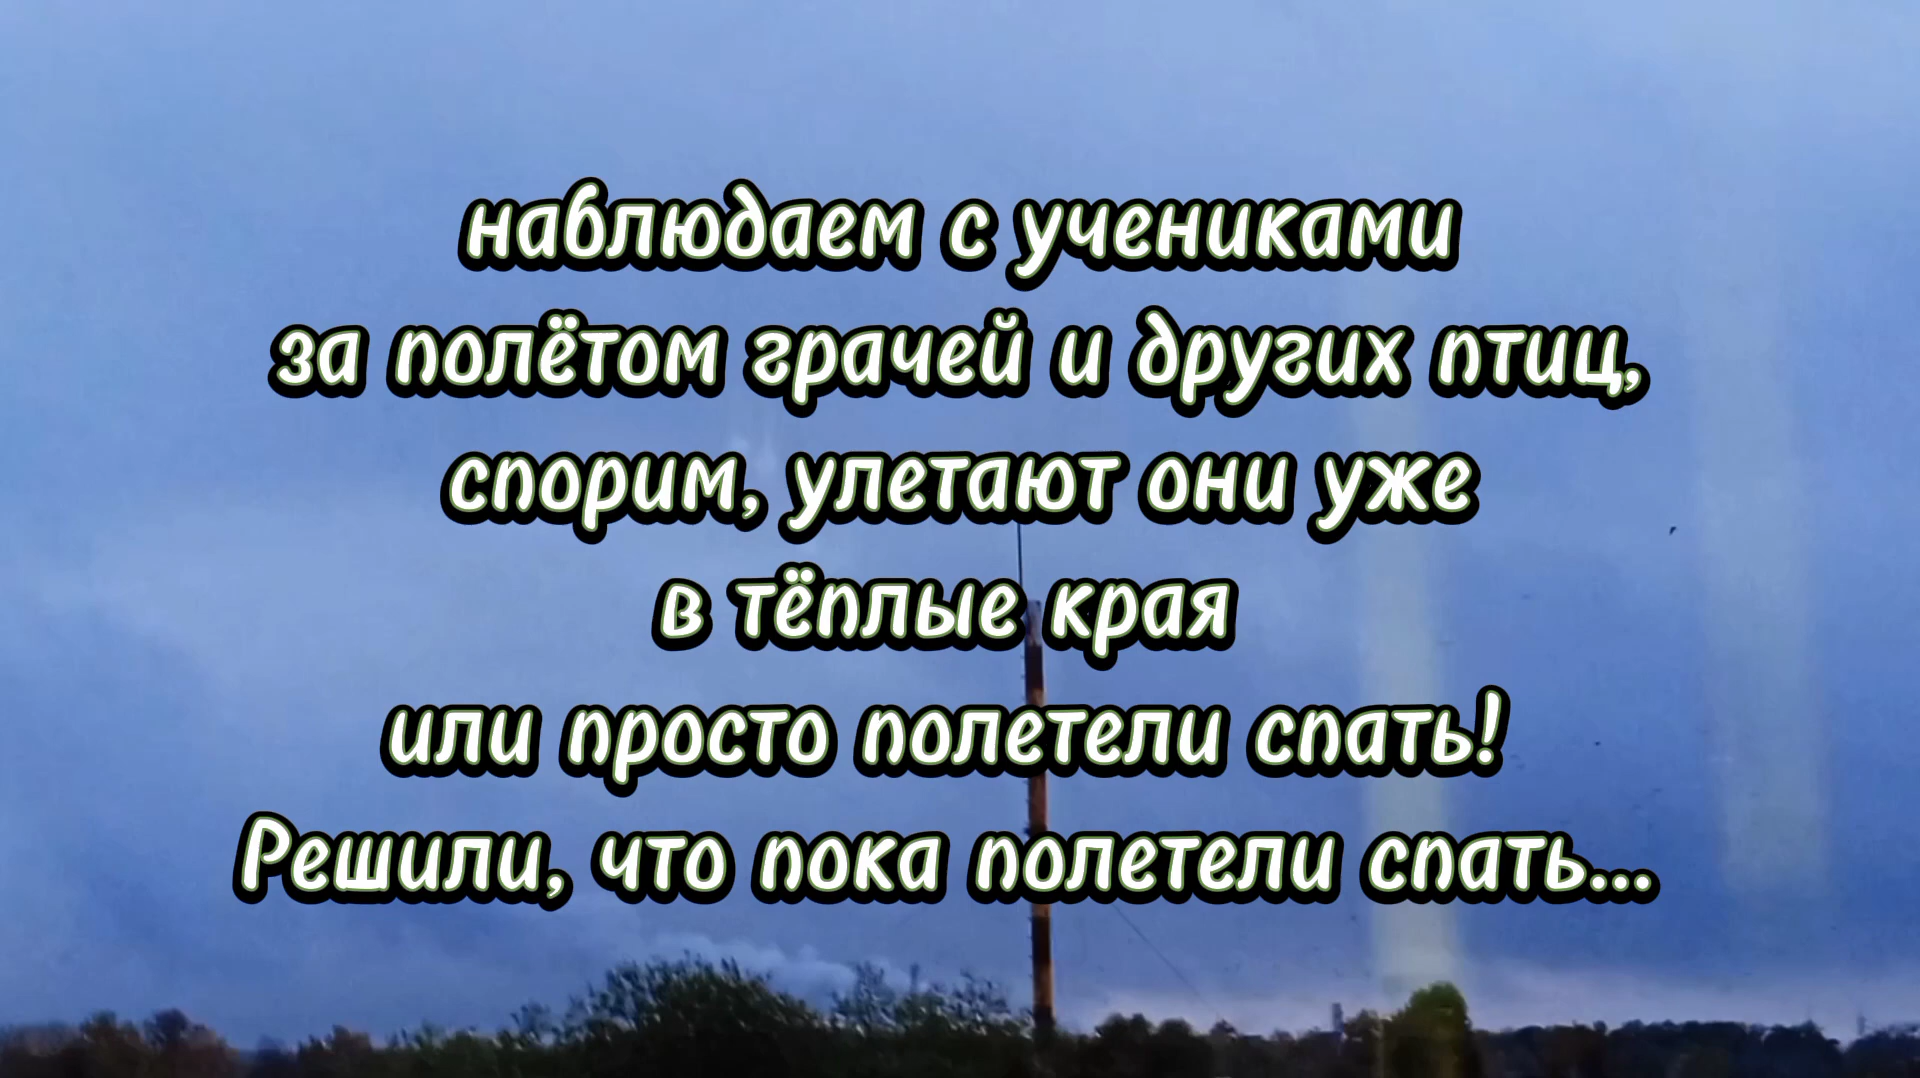 наблюдаем с учениками
за полётом грачей и других птиц,
спорим, улетают они уже
в тёплые края
или просто полетели спать!
Решили, что пока полетели спать...